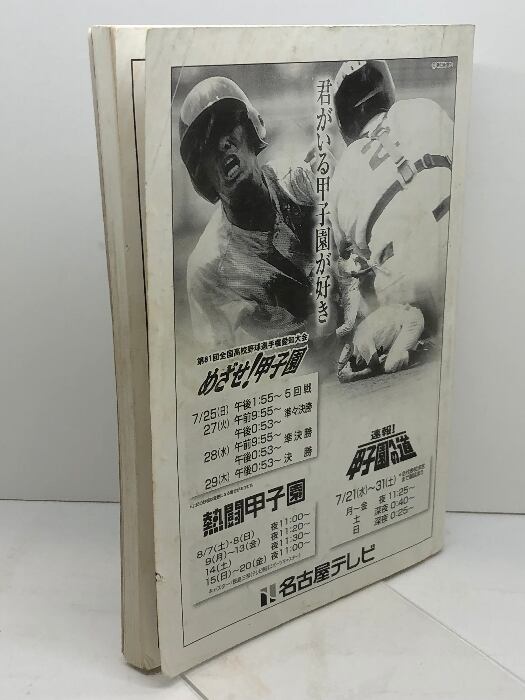 君がいる甲子園が好き
第81回全国高校野球選手権愛知大会
めざせ!甲子園
7/25(日) 午後1:55~ 5回戦
27(火) 午前9:55~ 準々決勝
午後0:53~
28(水) 午前9:55~ 準決勝
午後0:53~
29(木) 午後0:53~ 決勝
熱闘甲子園
8/7(土)・8(日) 夜11:00~
9(月)~13(金) 夜11:20~
14(土) 夜11:30~
15(日)~20(金) 夜11:00~
速報!
甲子園への道
7/21(水)~31(土)
月―金 夜11:25~
土 深夜0:40~
日 深夜0:25~
名古屋テレビ